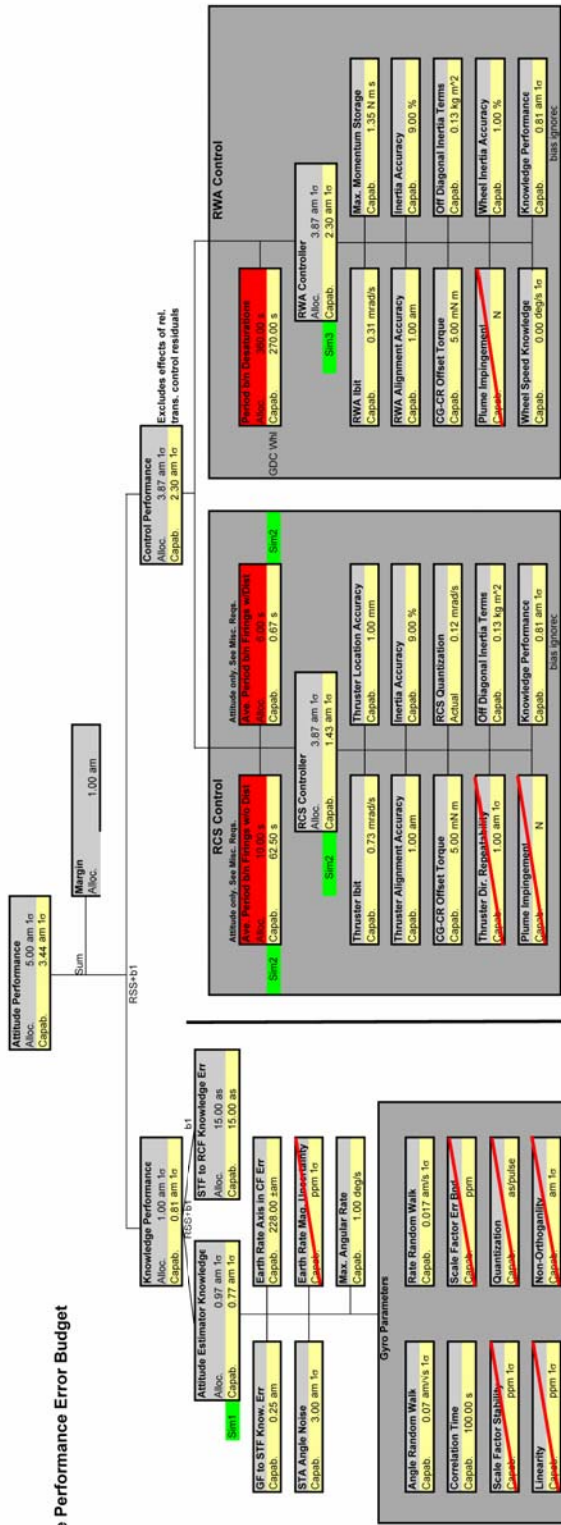 e Performance Error Budget
Attitude Performance
Alloc. 5.00 am 1σ
Capab. 3.44 am 1σ
Sum
Margin
Alloc. 1.00 am
RSS+b1
Knowledge Performance
Alloc. 1.00 am 1σ
Capab. 0.81 am 1σ
RSS+b1
b1
Attitude Estimator Knowledge
Alloc. 0.97 am 1σ
Capab. 0.77 am 1σ
Sim1
STF to RCF Knowledge Err
Alloc. 15.00 as
Capab. 15.00 as
GF to STF Know. Err
Capab. 0.25 am
Earth Rate Axis in CF Err
Capab. 228.00 ±am
STA Angle Noise
Capab. 3.00 am 1σ
Earth Rate Mag. Uncertainty
Capab. ppm 1σ
Max. Angular Rate
Capab. 1.00 deg/s
Gyro Parameters
Angle Random Walk
Capab. 0.07 am/√s 1σ
Rate Random Walk
Capab. 0.017 am/s 1σ
Correlation Time
Capab. 100.00 s
Scale Factor Err Bnd
Capab. ppm
Scale Factor Stability
Capab. ppm 1σ
Quantization
Capab. as/pulse
Linearity
Capab. ppm 1σ
Non-Orthoganlity
Capab. am 1σ
Control Performance
Alloc. 3.87 am 1σ
Capab. 2.30 am 1σ
Excludes effects of rel.
trans. control residuals
RCS Control
Attitude only. See Misc. Reqs.
Ave. Period b/n Firings w/o Dist
Alloc. 10.00 s
Capab. 62.50 s
Sim2
Attitude only. See Misc. Reqs.
Ave. Period b/n Firings w/Dist
Alloc. 6.00 s
Capab. 0.67 s
Sim2
RCS Controller
Alloc. 3.87 am 1σ
Capab. 1.43 am 1σ
Sim2
Thruster Ibit
Capab. 0.73 mrad/s
Thruster Location Accuracy
Capab. 1.00 mm
Thruster Alignment Accuracy
Capab. 1.00 am
Inertia Accuracy
Capab. 9.00 %
CG-CR Offset Torque
Capab. 5.00 mN m
RCS Quantization
Actual 0.12 mrad/s
Thruster Dir. Repeatability
Capab. 1.00 am 1σ
Off Diagonal Inertia Terms
Capab. 0.13 kg m^2
Plume Impingement
Capab. N
Knowledge Performance
Capab. 0.81 am 1σ
bias ignorec
RWA Control
Period b/n Desaturations
Alloc. 360.00 s
Capab. 270.00 s
GDC Whl
RWA Controller
Alloc. 3.87 am 1σ
Capab. 2.30 am 1σ
Sim3
RWA Ibit
Capab. 0.31 mrad/s
Max. Momentum Storage
Capab. 1.35 N m s
RWA Alignment Accuracy
Capab. 1.00 am
Inertia Accuracy
Capab. 9.00 %
CG-CR Offset Torque
Capab. 5.00 mN m
Off Diagonal Inertia Terms
Capab. 0.13 kg m^2
Plume Impingement
Capab. N
Wheel Inertia Accuracy
Capab. 1.00 %
Wheel Speed Knowledge
Capab. 0.00 deg/s 1σ
Knowledge Performance
Capab. 0.81 am 1σ
bias ignorec